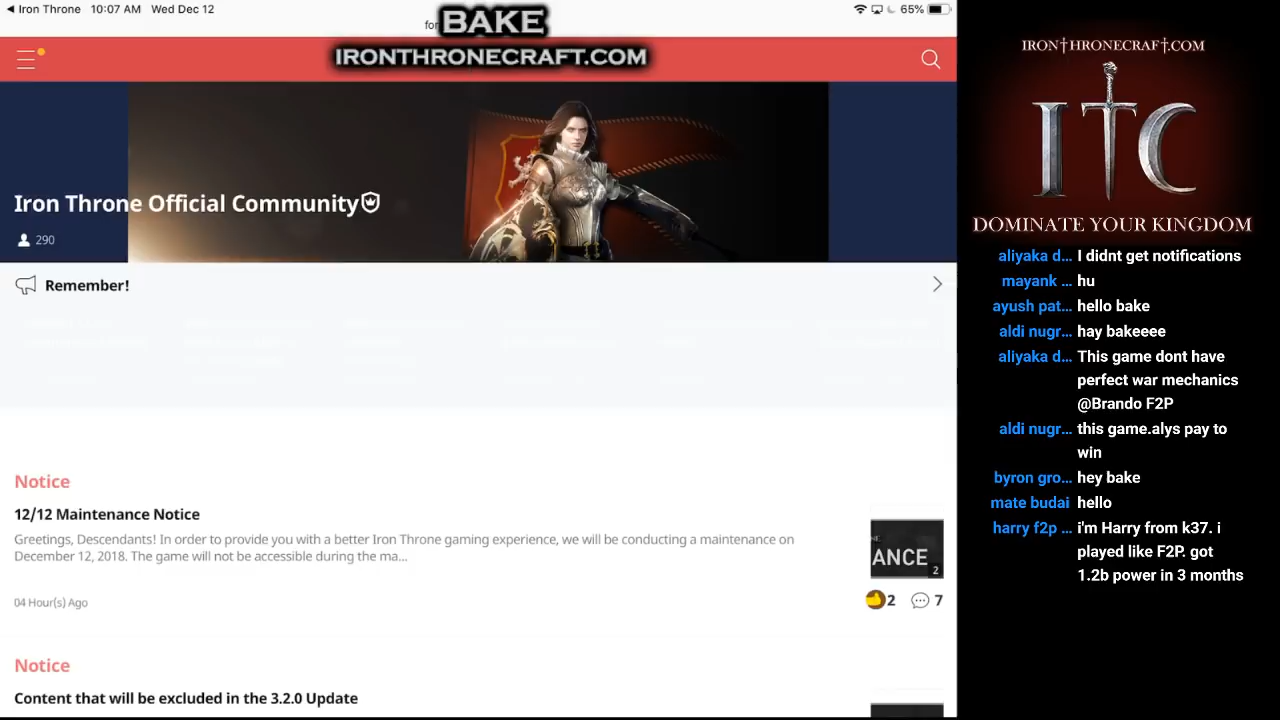 Iron Throne 10:07 AM Wed Dec 12
65%
for
BAKE
IRONTHRONECRAFT.COM
Iron Throne Official Community
290
Remember!
Notice
12/12 Maintenance Notice
Greetings, Descendants! In order to provide you with a better Iron Throne gaming experience, we will be conducting a maintenance on
December 12, 2018. The game will not be accessible during the ma...
ANCE
2
04 Hour(s) Ago
2
7
Notice
Content that will be excluded in the 3.2.0 Update
IRON†HRONECRAF†.COM
ITC
DOMINATE YOUR KINGDOM
aliyaka d... I didnt get notifications
mayank ... hu
ayush pat... hello bake
aldi nugr... hay bakeeee
aliyaka d... This game dont have
perfect war mechanics
@Brando F2P
aldi nugr... this game.alys pay to
win
byron gro... hey bake
mate budai hello
harry f2p ... i'm Harry from k37. i
played like F2P. got
1.2b power in 3 months